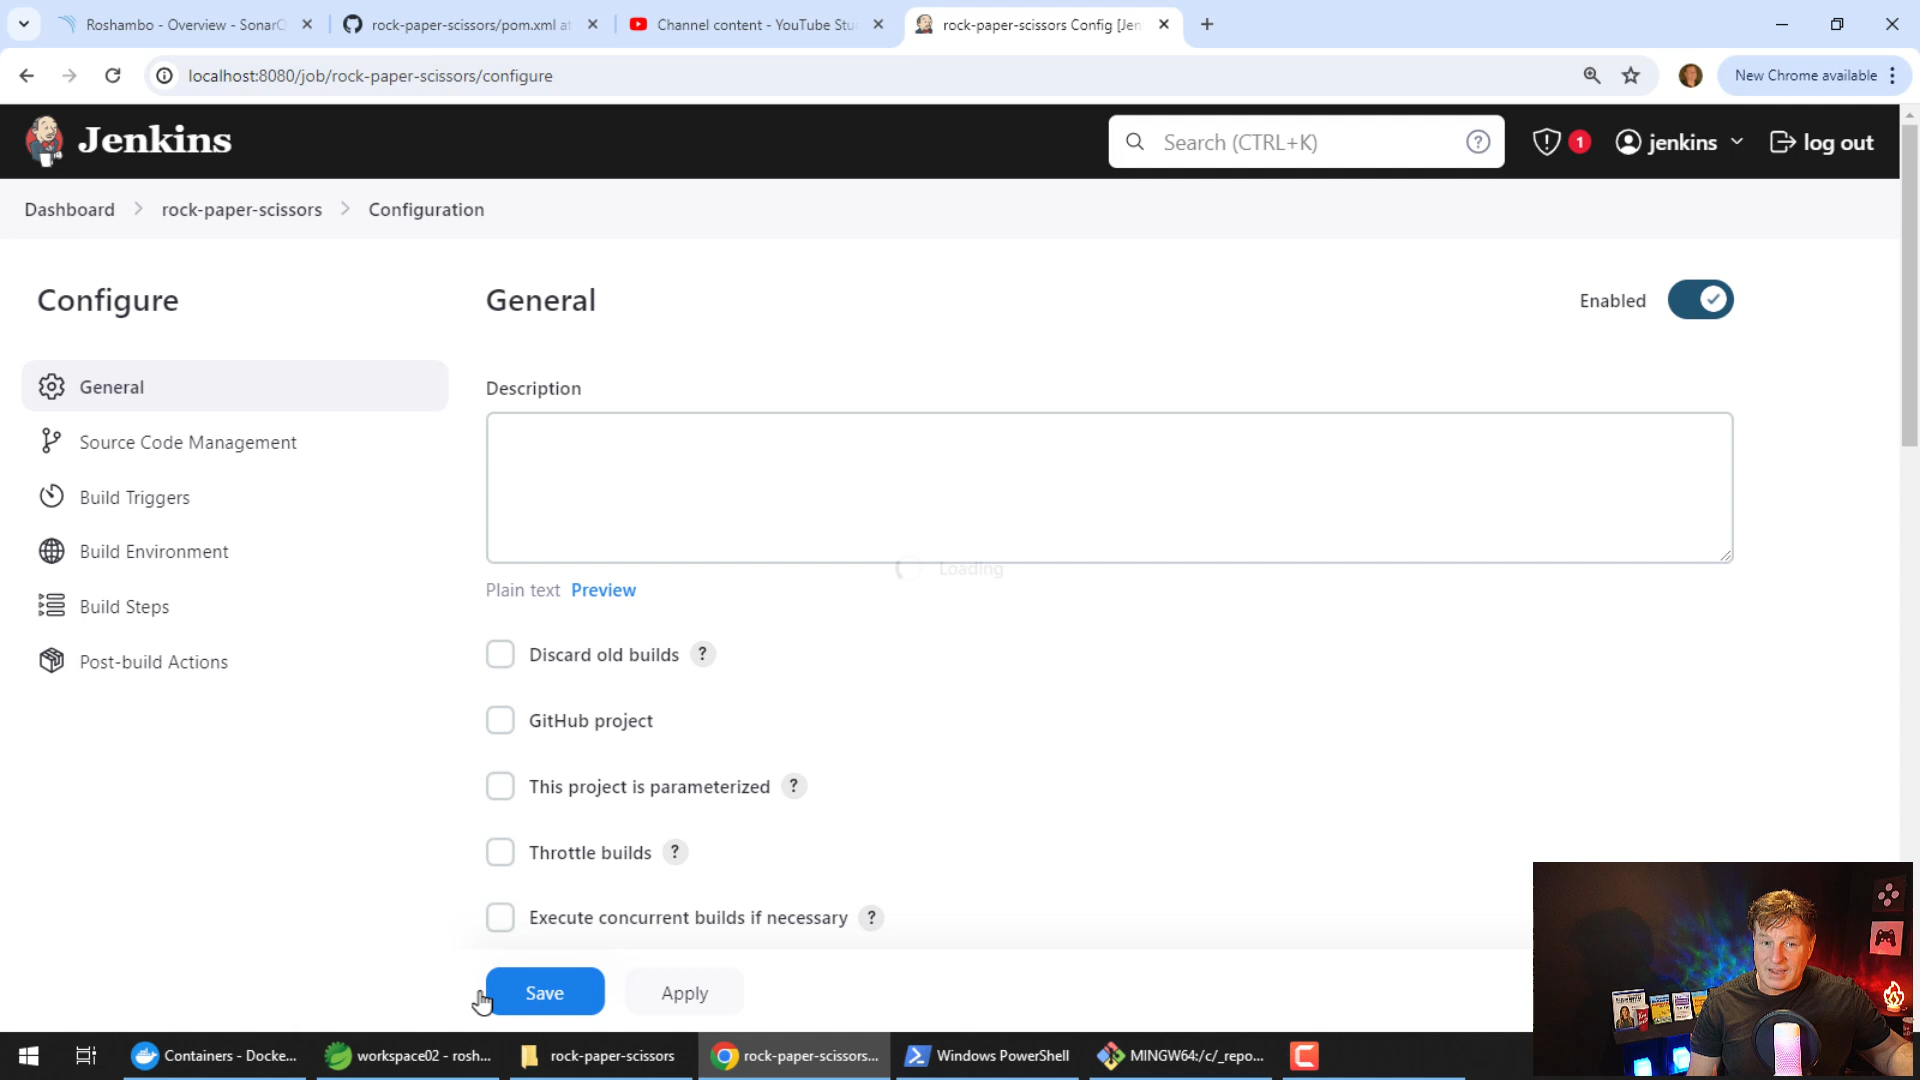 Roshambo - Overview - SonarQ
rock-paper-scissors/pom.xml at
Channel content - YouTube Stu
rock-paper-scissors Config [Jen
localhost:8080/job/rock-paper-scissors/configure
New Chrome available
Jenkins
Search (CTRL+K)
?
1
jenkins
log out
Dashboard
rock-paper-scissors
Configuration
Configure
General
Source Code Management
Build Triggers
Build Environment
Build Steps
Post-build Actions
General
Enabled
Description
Loading
Plain text Preview
Discard old builds ?
GitHub project
This project is parameterized ?
Throttle builds ?
Execute concurrent builds if necessary ?
Save
Apply
Containers - Docke...
workspace02 - rosh...
rock-paper-scissors
rock-paper-scissors...
Windows PowerShell
MINGW64:/c/_repo...